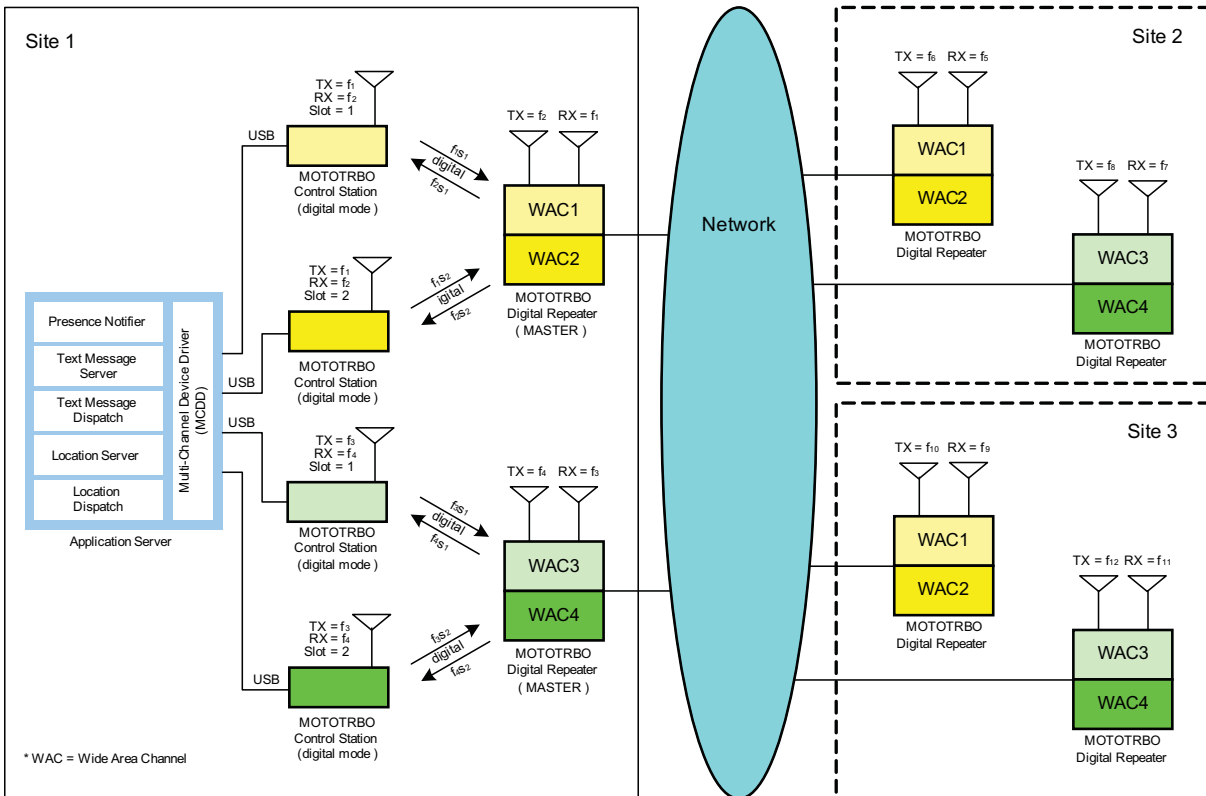 Site 1
TX = f1
RX = f2
Slot = 1
USB
MOTOTRBO
Control Station
(digital mode )
f1s1
digital
f2s1
TX = f2
RX = f1
WAC1
WAC2
MOTOTRBO
Digital Repeater
( MASTER )
TX = f1
RX = f2
Slot = 2
USB
MOTOTRBO
Control Station
(digital mode )
f1s2
igital
f2s2
Presence Notifier
Text Message
Server
Text Message
Dispatch
Location Server
Location
Dispatch
Multi-Channel Device Driver
(MCDD)
Application Server
USB
TX = f3
RX = f4
Slot = 1
MOTOTRBO
Control Station
(digital mode )
f3s1
digital
f4s1
TX = f4
RX = f3
WAC3
WAC4
MOTOTRBO
Digital Repeater
( MASTER )
TX = f3
RX = f4
Slot = 2
USB
MOTOTRBO
Control Station
(digital mode )
f3s2
digital
f4s2
* WAC = Wide Area Channel
Network
Site 2
TX = f6
RX = f5
WAC1
WAC2
MOTOTRBO
Digital Repeater
TX = f8
RX = f7
WAC3
WAC4
MOTOTRBO
Digital Repeater
Site 3
TX = f10
RX = f9
WAC1
WAC2
MOTOTRBO
Digital Repeater
TX = f12
RX = f11
WAC3
WAC4
MOTOTRBO
Digital Repeater